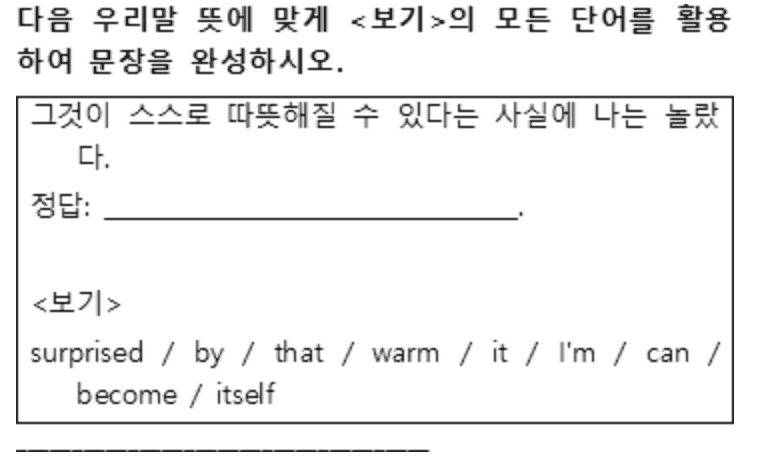 다음 우리말 뜻에 맞게 <보기>의 모든 단어를 활용
하여 문장을 완성하시오.
그것이 스스로 따뜻해질 수 있다는 사실에 나는 놀랐
다.
정답: ______________________________.
<보기>
surprised / by / that / warm / it / I'm / can /
become / itself